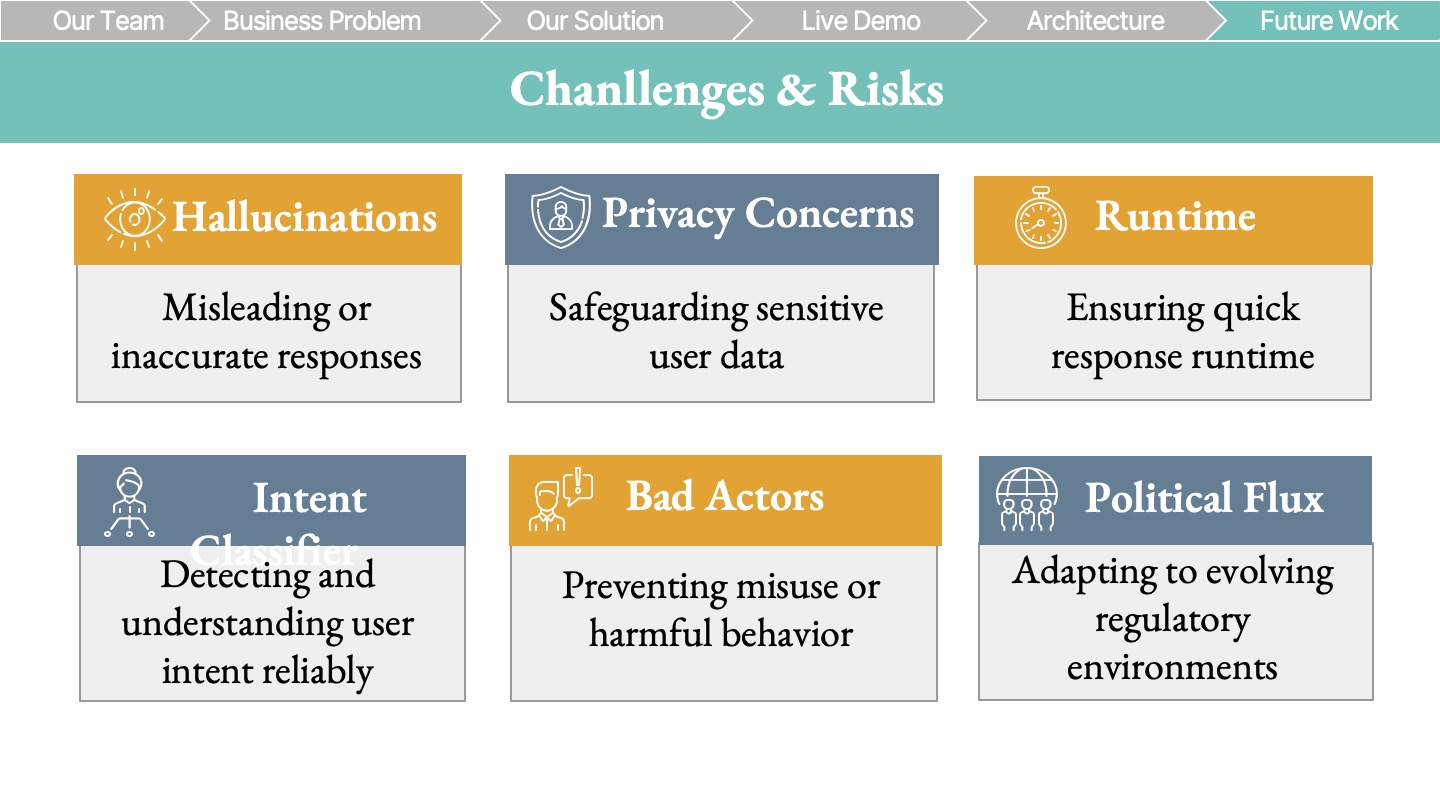 Our Team
Business Problem
Our Solution
Live Demo
Architecture
Future Work
Chanllenges & Risks
Hallucinations
Misleading or
inaccurate responses
Privacy Concerns
Safeguarding sensitive
user data
Runtime
Ensuring quick
response runtime
Intent
Classifier
Detecting and
understanding user
intent reliably
Bad Actors
Preventing misuse or
harmful behavior
Political Flux
Adapting to evolving
regulatory
environments